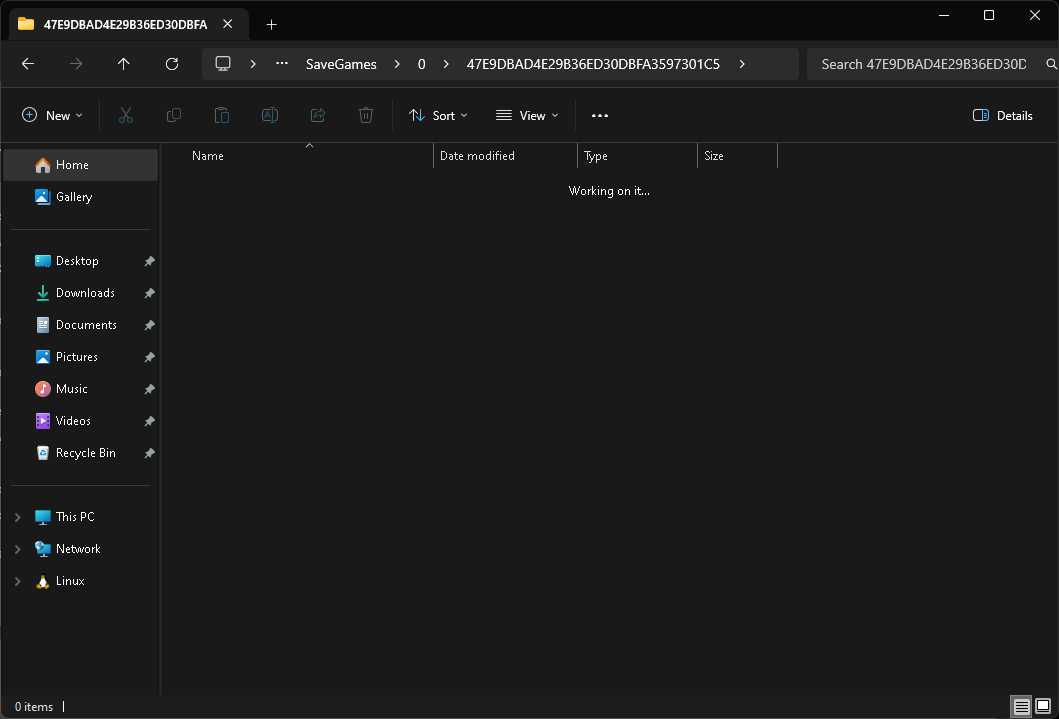 47E9DBAD4E29B36ED30DBFA
SaveGames 0 47E9DBAD4E29B36ED30DBFA3597301C5
Search 47E9DBAD4E29B36ED30D
New Sort View Details
Name Date modified Type Size
Working on it...
Home
Gallery
Desktop
Downloads
Documents
Pictures
Music
Videos
Recycle Bin
This PC
Network
Linux
0 items